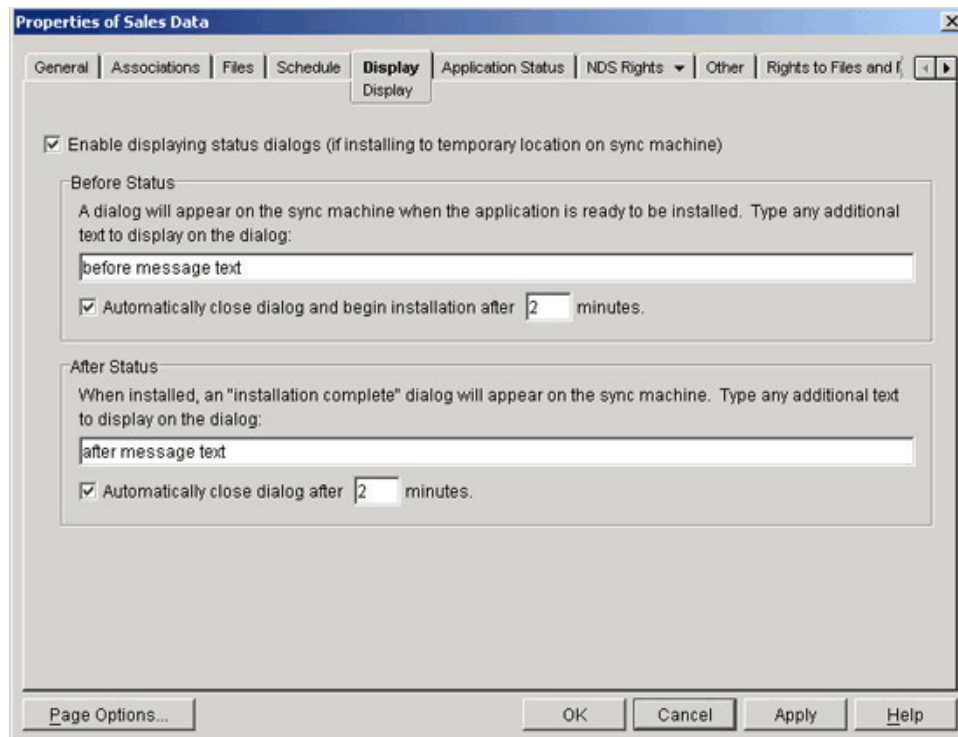 Properties of Sales Data
General Associations Files Schedule Display Application Status NDS Rights Other Rights to Files and
Display
Enable displaying status dialogs (if installing to temporary location on sync machine)
Before Status
A dialog will appear on the sync machine when the application is ready to be installed. Type any additional
text to display on the dialog:
before message text
Automatically close dialog and begin installation after 2 minutes.
After Status
When installed, an "installation complete" dialog will appear on the sync machine. Type any additional text
to display on the dialog:
after message text
Automatically close dialog after 2 minutes.
Page Options... OK Cancel Apply Help